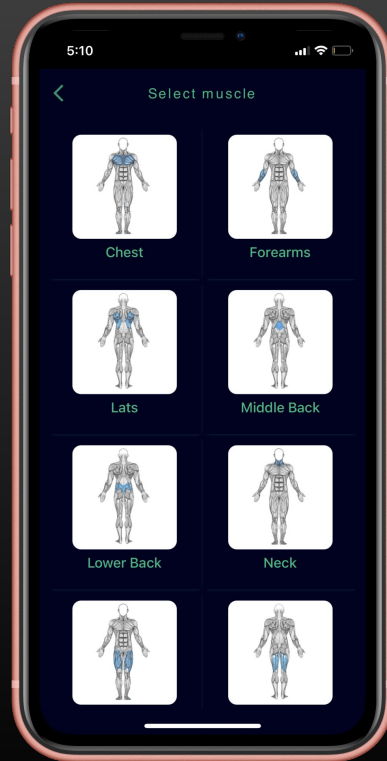 5:10
Select muscle
Chest
Forearms
Lats
Middle Back
Lower Back
Neck